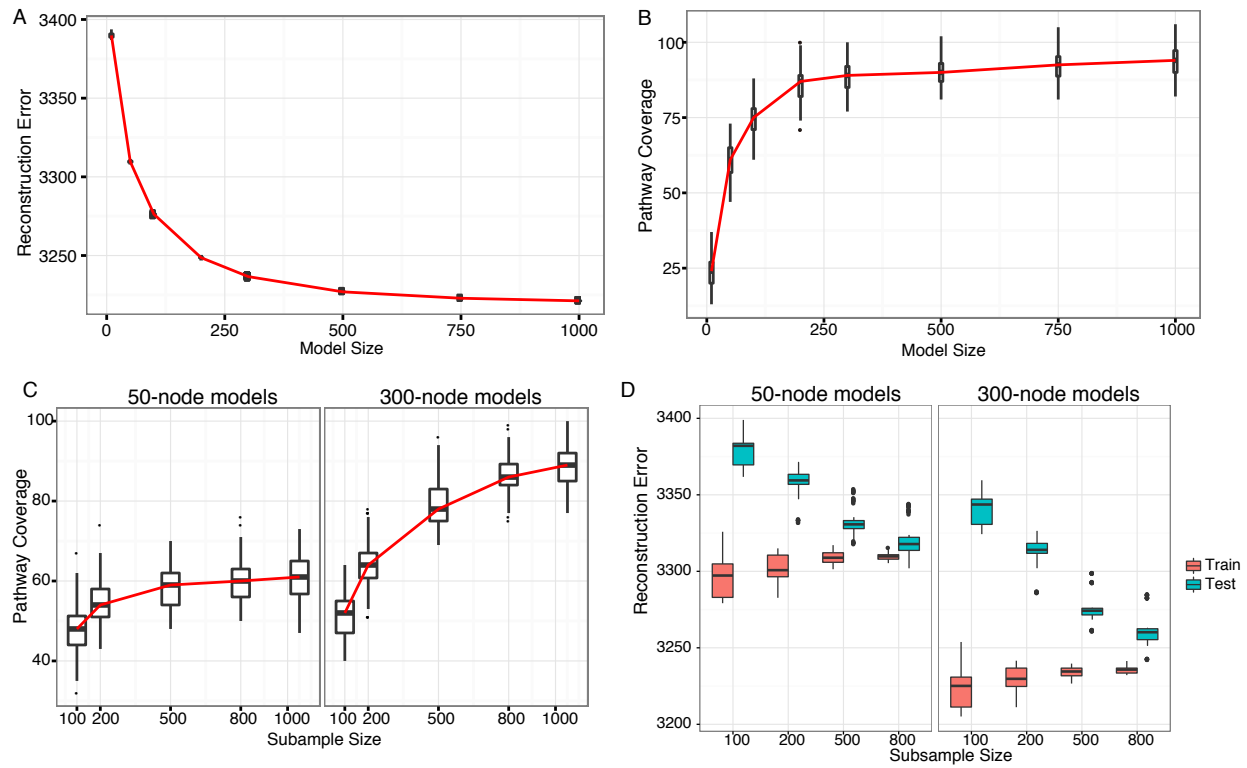 A
3400
3350
3300
3250
Reconstruction Error
0 250 500 750 1000
Model Size
B
100
75
50
25
Pathway Coverage
0 250 500 750 1000
Model Size
C
50-node models 300-node models
100
80
60
40
Pathway Coverage
100 200 500 800 1000 100 200 500 800 1000
Subample Size
D
50-node models 300-node models
3400
3350
3300
3250
3200
Reconstruction Error
100 200 500 800 100 200 500 800
Subsample Size
Train
Test